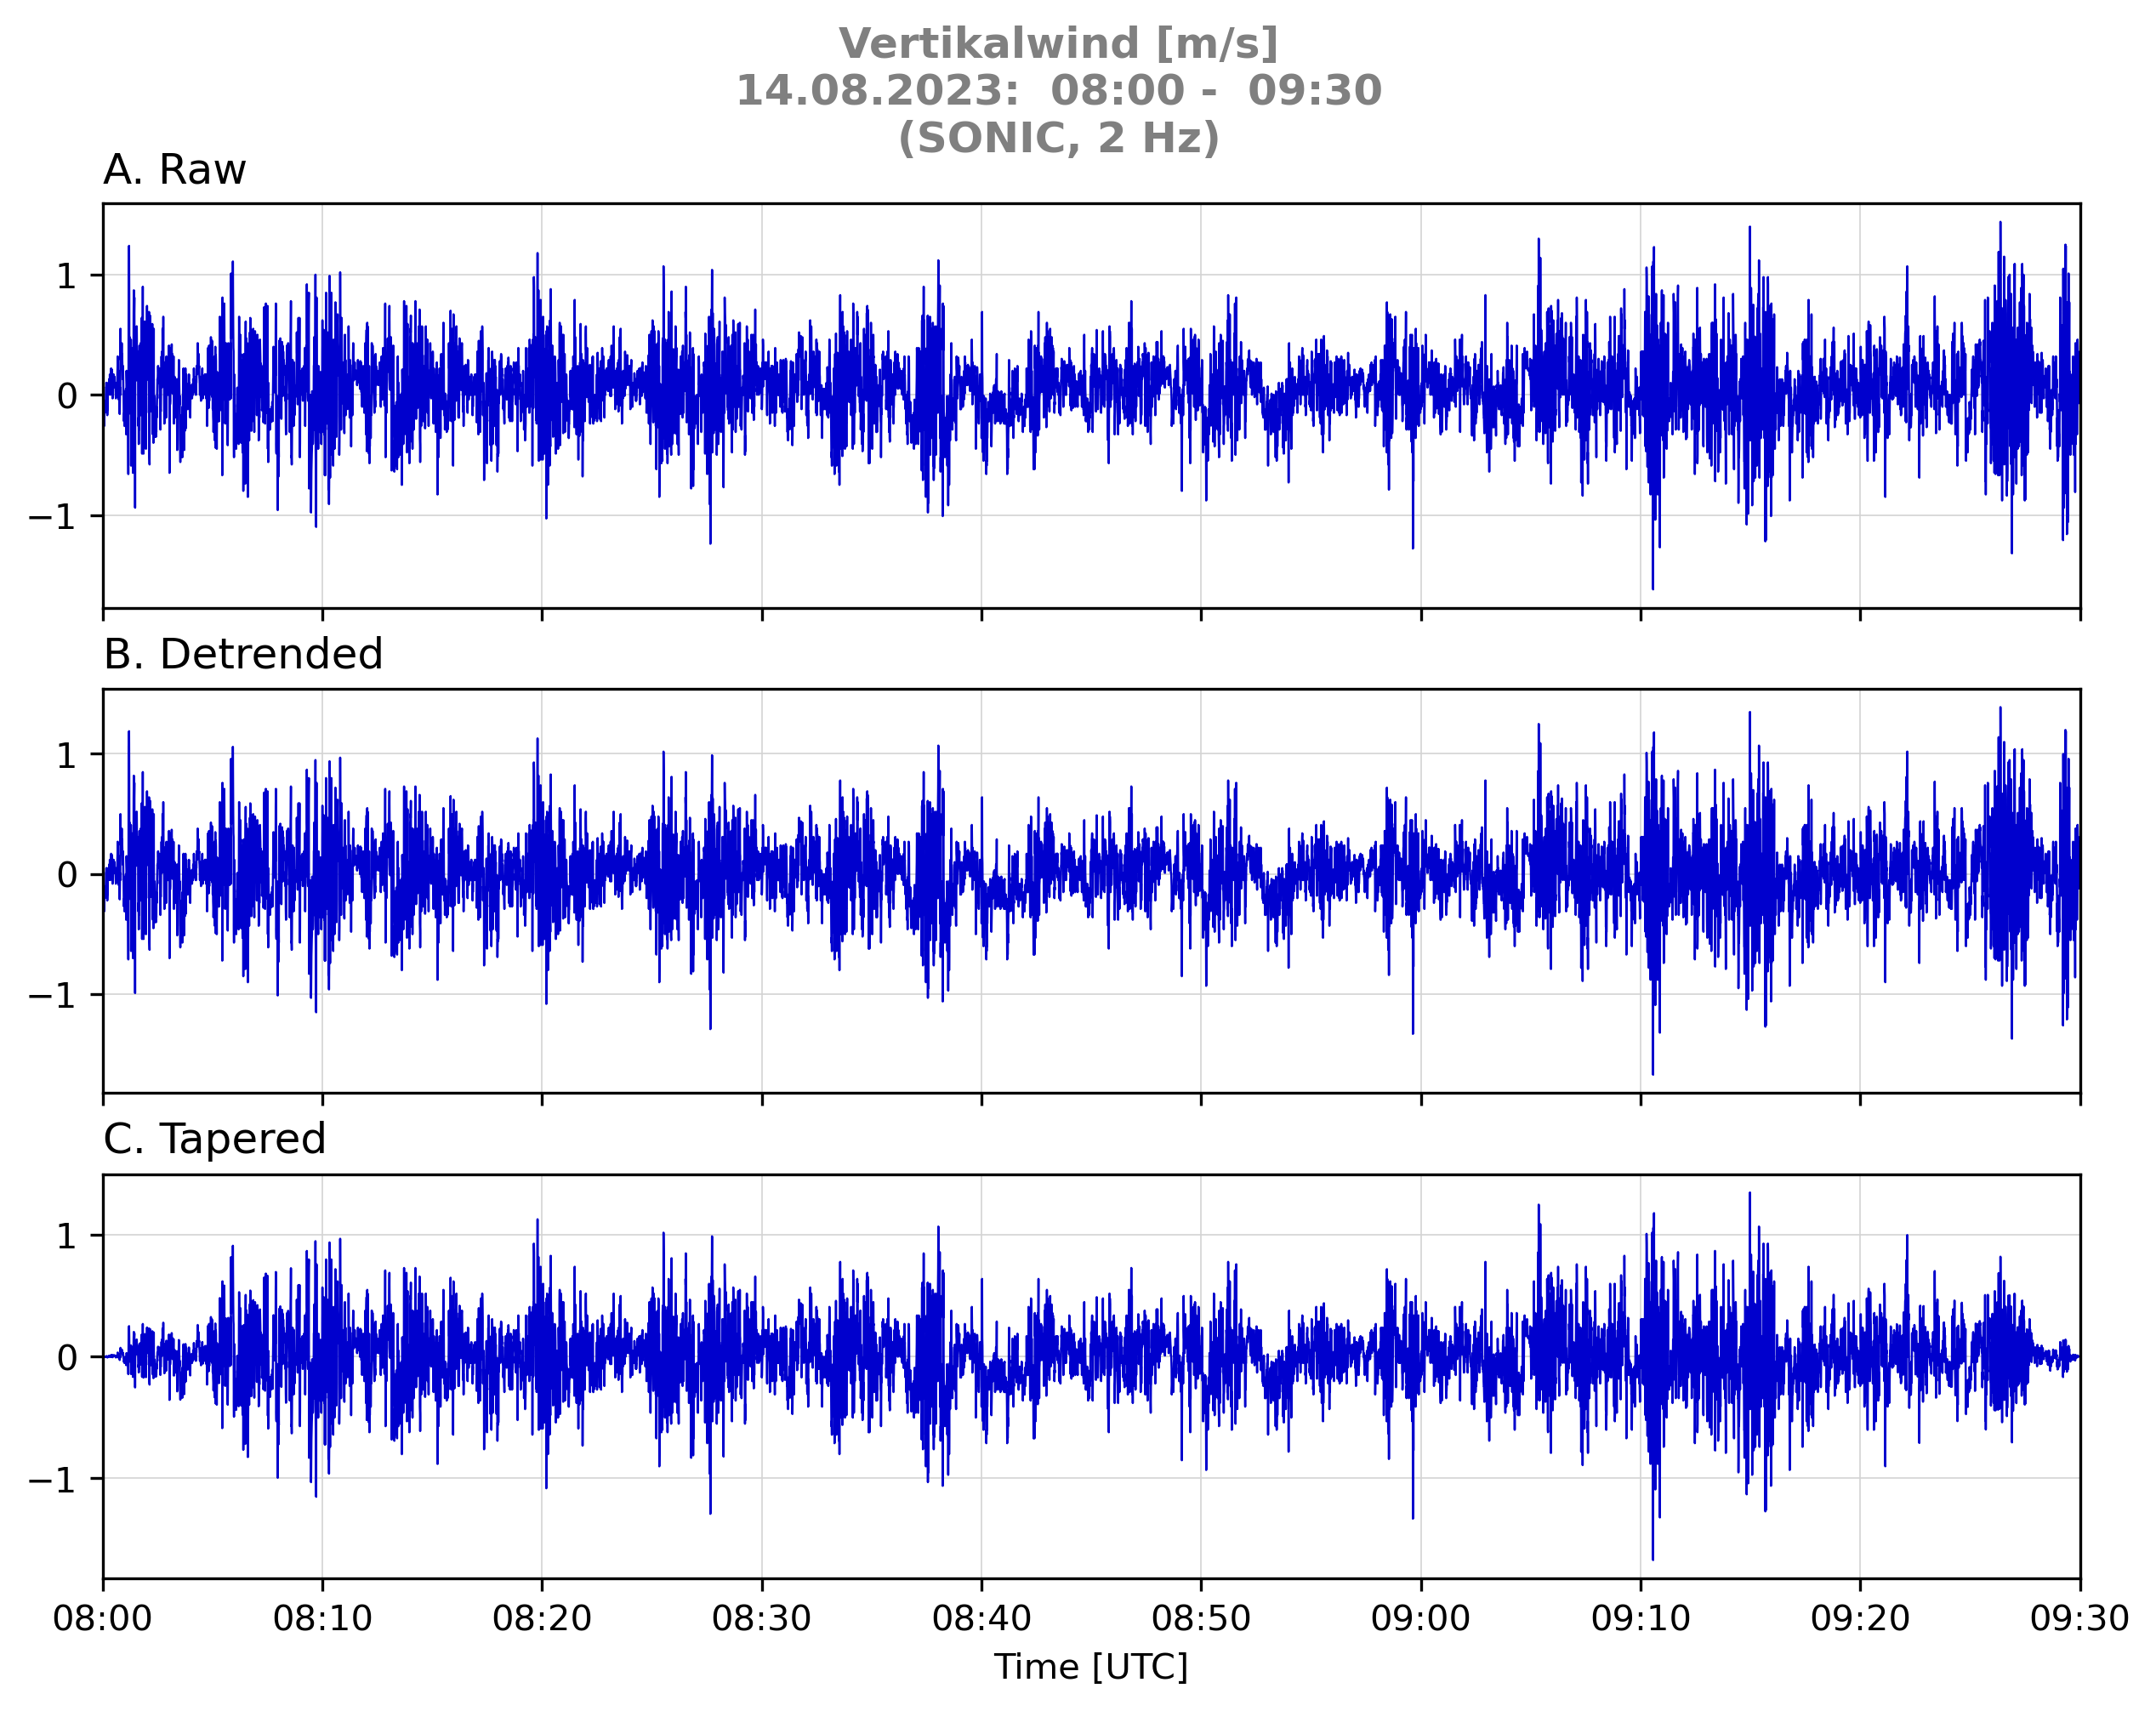 Vertikalwind [m/s]
14.08.2023:  08:00 -  09:30
(SONIC, 2 Hz)
A. Raw
1
0
−1
B. Detrended
1
0
−1
C. Tapered
1
0
−1
08:00 08:10 08:20 08:30 08:40 08:50 09:00 09:10 09:20 09:30
Time [UTC]